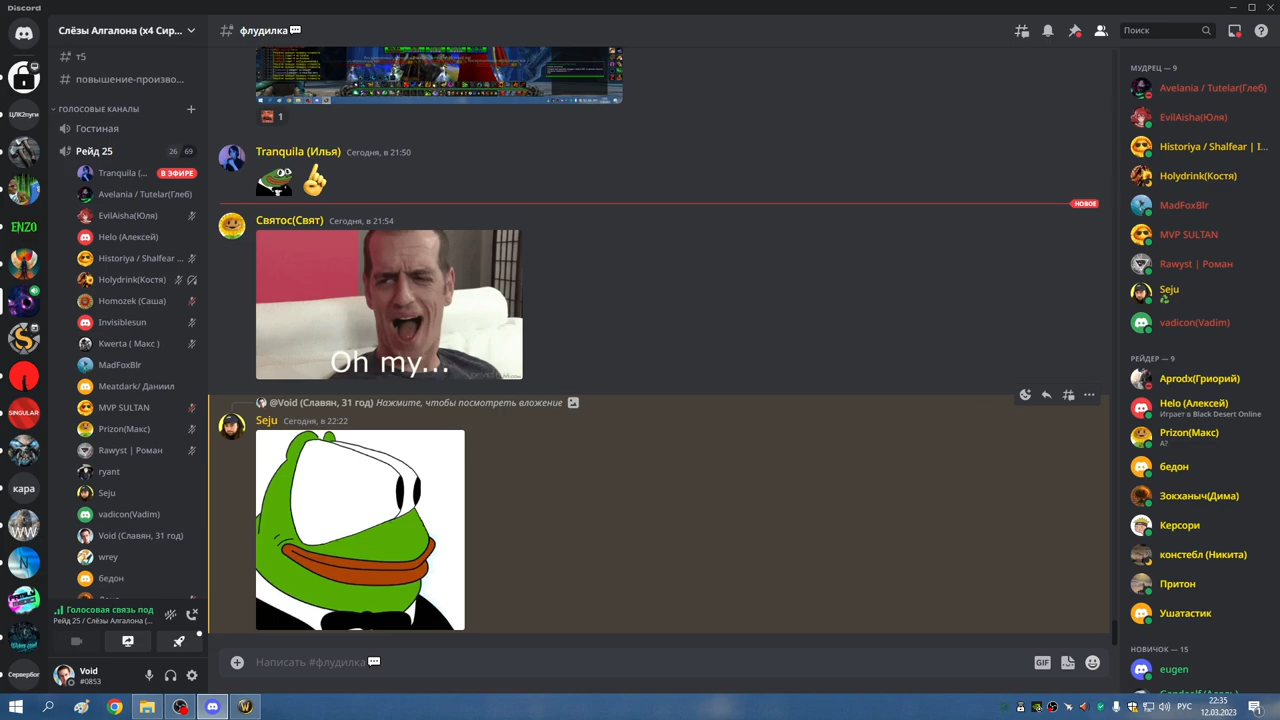 Discord
Слёзы Алгалона (x4 Сир...
флудилка
Поиск
т5
повышение-произво...
ГОЛОСОВЫЕ КАНАЛЫ
Гостиная
Рейд 25
26 69
Tranquila (...
В ЭФИРЕ
Avelania / Tutelar(Глеб)
EvilAisha(Юля)
Helo (Алексей)
Historiya / Shalfear ...
Holydrink(Костя)
Homozek (Саша)
Invisiblesun
Kwerta ( Макс )
MadFoxBlr
Meatdark/ Даниил
MVP SULTAN
Prizon(Макс)
Rawyst | Роман
ryant
Seju
vadicon(Vadim)
Void (Славян, 31 год)
wrey
бедон
Голосовая связь под
Рейд 25 / Слёзы Алгалона (...
Void
#0853
ЦЛК2пуги
ENZO
SINGULAR
кара
WW
Сервербог
1
Tranquila (Илья) Сегодня, в 21:50
НОВОЕ
Святос(Свят) Сегодня, в 21:54
Oh my...
@Void (Славян, 31 год) Нажмите, чтобы посмотреть вложение
Seju Сегодня, в 22:22
Написать #флудилка
GIF
МУДРЕЦ — 9
Avelania / Tutelar(Глеб)
EvilAisha(Юля)
Historiya / Shalfear | I...
Holydrink(Костя)
MadFoxBlr
MVP SULTAN
Rawyst | Роман
Seju
vadicon(Vadim)
РЕЙДЕР — 9
Aprodx(Гриорий)
Helo (Алексей)
Играет в Black Desert Online
Prizon(Макс)
А?
бедон
Зокханыч(Дима)
Керсори
констебл (Никита)
Притон
Ушатастик
НОВИЧОК — 15
eugen
РУС
22:35
12.03.2023